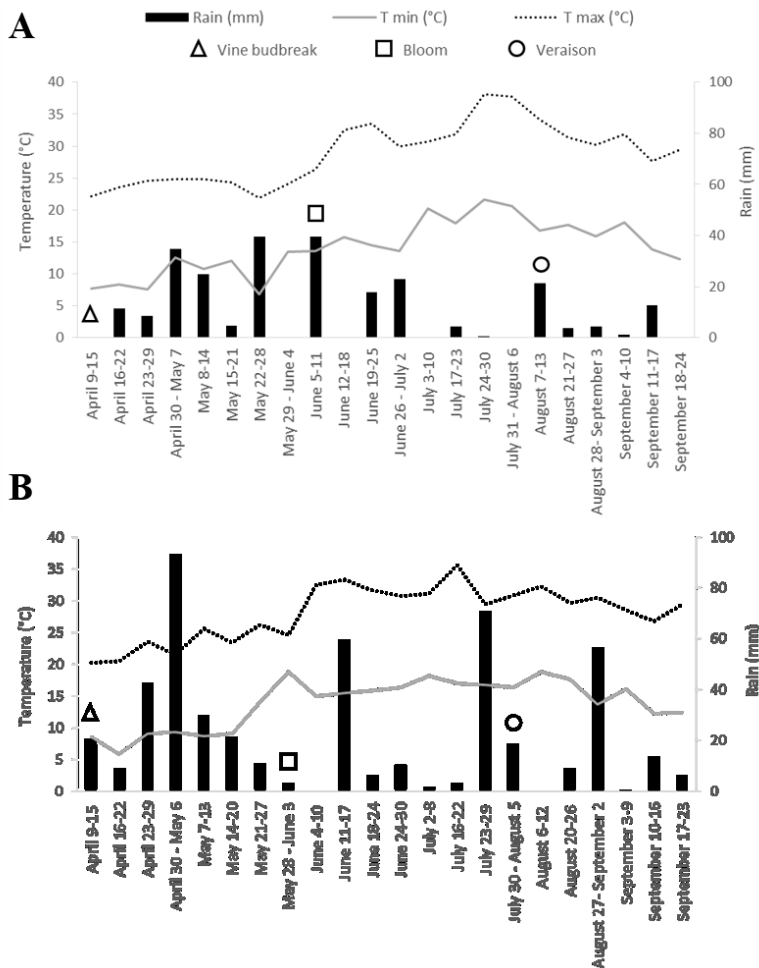 A
Rain (mm) T min (°C) T max (°C)
Vine budbreak Bloom Veraison
40 100
35
30 80
25 60
20
15 40
10 20
5
0 0
Temperature (°C)
Rain (mm)
April 9-15
April 16-22
April 23-29
April 30 - May 7
May 8-14
May 15-21
May 22-28
May 29 - June 4
June 5-11
June 12-18
June 19-25
June 26 - July 2
July 3-10
July 17-23
July 24-30
July 31 - August 6
August 7-13
August 21-27
August 28- September 3
September 4-10
September 11-17
September 18-24
B
40 100
35
30 80
25 60
20
15 40
10 20
5
0 0
Temperature (°C)
Rain (mm)
April 9-15
April 16-22
April 23-29
April 30 - May 6
May 7-13
May 14-20
May 21-27
May 28 - June 3
June 4-10
June 11-17
June 18-24
June 24-30
July 2-8
July 16-22
July 23-29
July 30 - August 5
August 6-12
August 20-26
August 27- September 2
September 3-9
September 10-16
September 17-23